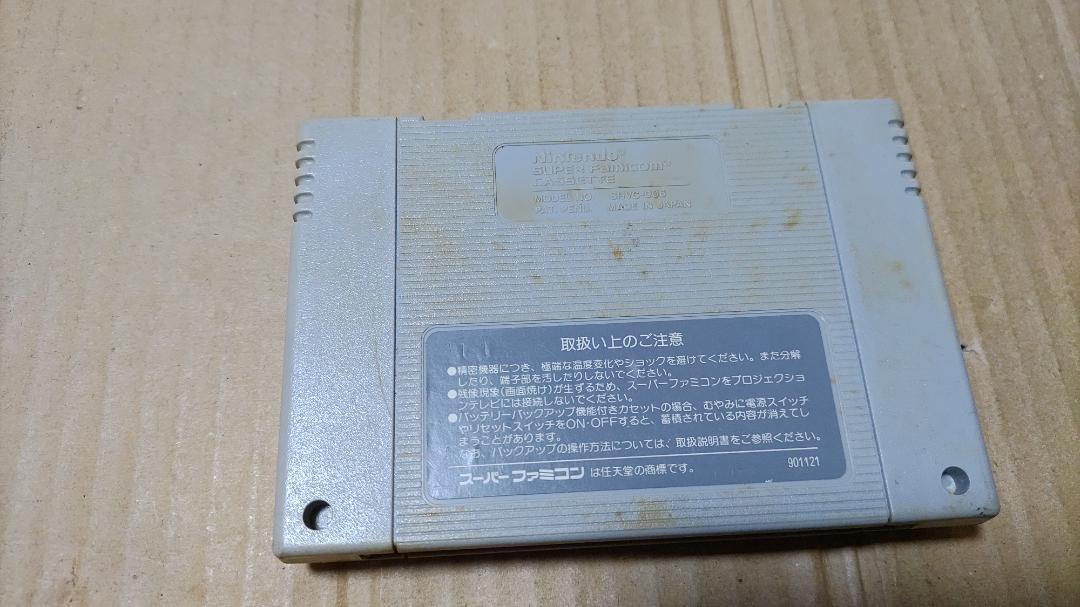 Nintendo®
SUPER Famicom®
CASSETTE
MODEL NO. SHVC-006
PAT. PEND. MADE IN JAPAN
取扱い上のご注意
●精密機器につき、極端な温度変化やショックを避けてください。また分解
したり、端子部を汚したりしないでください。
●残像現象(画面焼け)が生ずるため、スーパーファミコンをプロジェクショ
ンテレビには接続しないでください。
●バッテリーバックアップ機能付きカセットの場合、むやみに電源スイッチ
やリセットスイッチをON・OFFすると、蓄積されている内容が消えてし
まうことがあります。
なお、バックアップの操作方法については、取扱説明書をご参照ください。
スーパーファミコン は任天堂の商標です。 901121